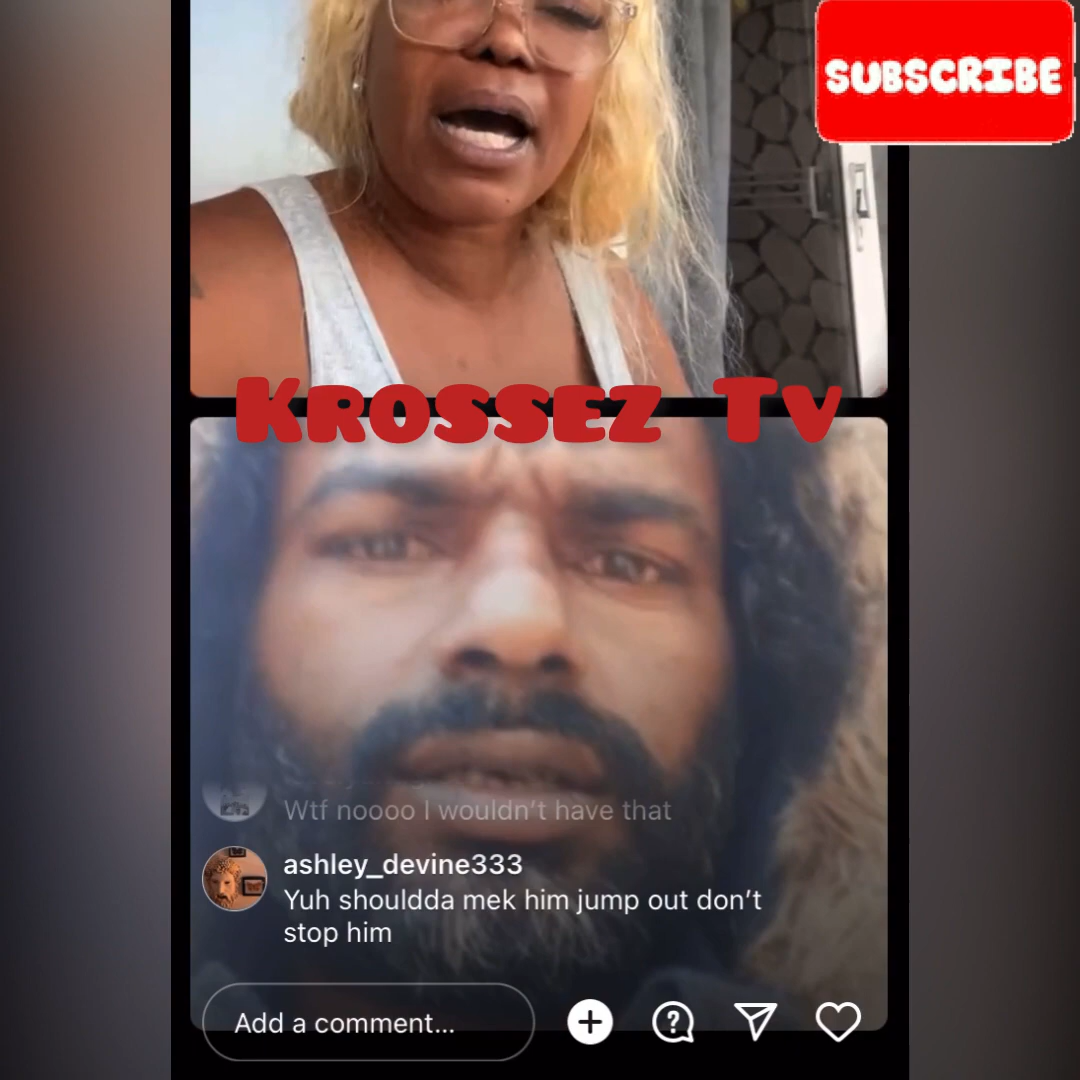 SUBSCRIBE
KROSSEZ TV
Wtf noooo I wouldn't have that
ashley_devine333
Yuh shouldda mek him jump out don't
stop him
Add a comment...